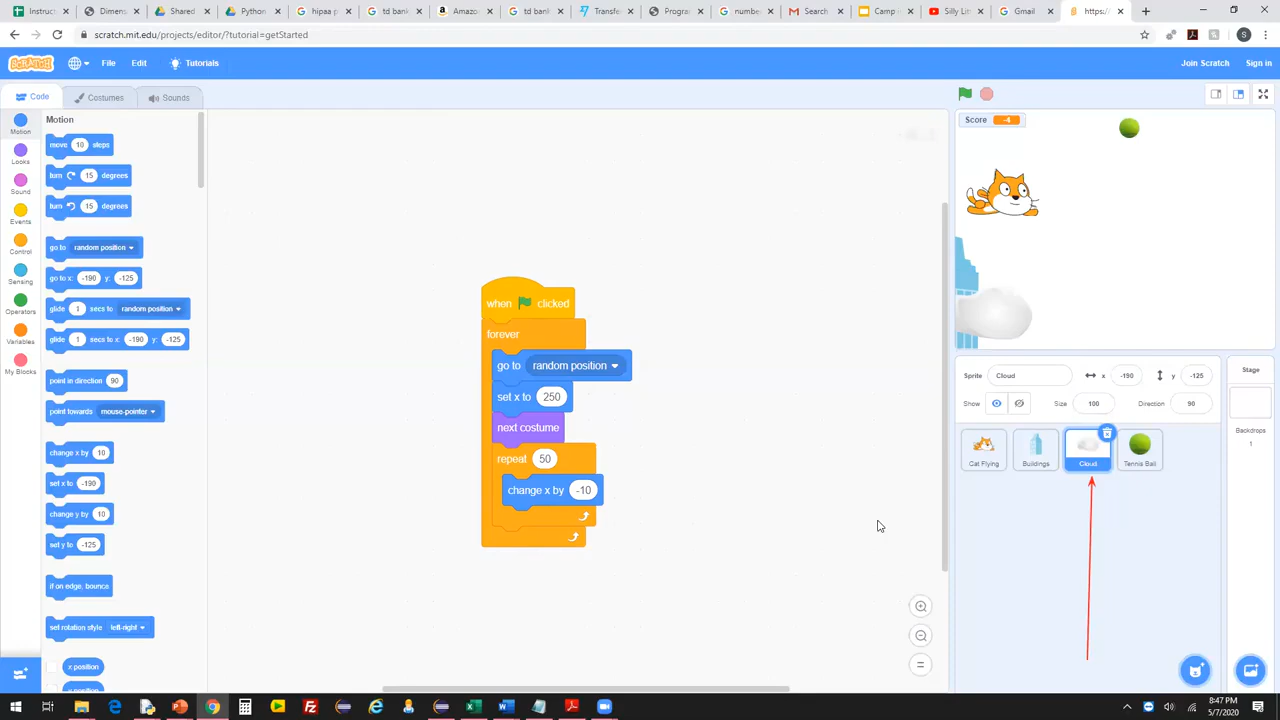 Instruct
Dimens
Shared
Python
hipaa p
td bank
Amazo
td bank
Transfe
Progra
number
Search
Camp
Silly Lit
Gmail
https:/
scratch.mit.edu/projects/editor/?tutorial=getStarted
S
SCRATCH
File
Edit
Tutorials
Join Scratch
Sign in
Code
Costumes
Sounds
Motion
Looks
Sound
Events
Control
Sensing
Operators
Variables
My Blocks
Motion
move 10 steps
turn 15 degrees
turn 15 degrees
go to random position
go to x: -190 y: -125
glide 1 secs to random position
glide 1 secs to x: -190 y: -125
point in direction 90
point towards mouse-pointer
change x by 10
set x to -190
change y by 10
set y to -125
if on edge, bounce
set rotation style left-right
x position
y position
when clicked
forever
go to random position
set x to 250
next costume
repeat 50
change x by -10
Score -4
Sprite Cloud x -190 y -125
Show Size 100 Direction 90
Cat Flying
Buildings
Cloud
Tennis Ball
Stage
Backdrops
1
8:47 PM
5/7/2020